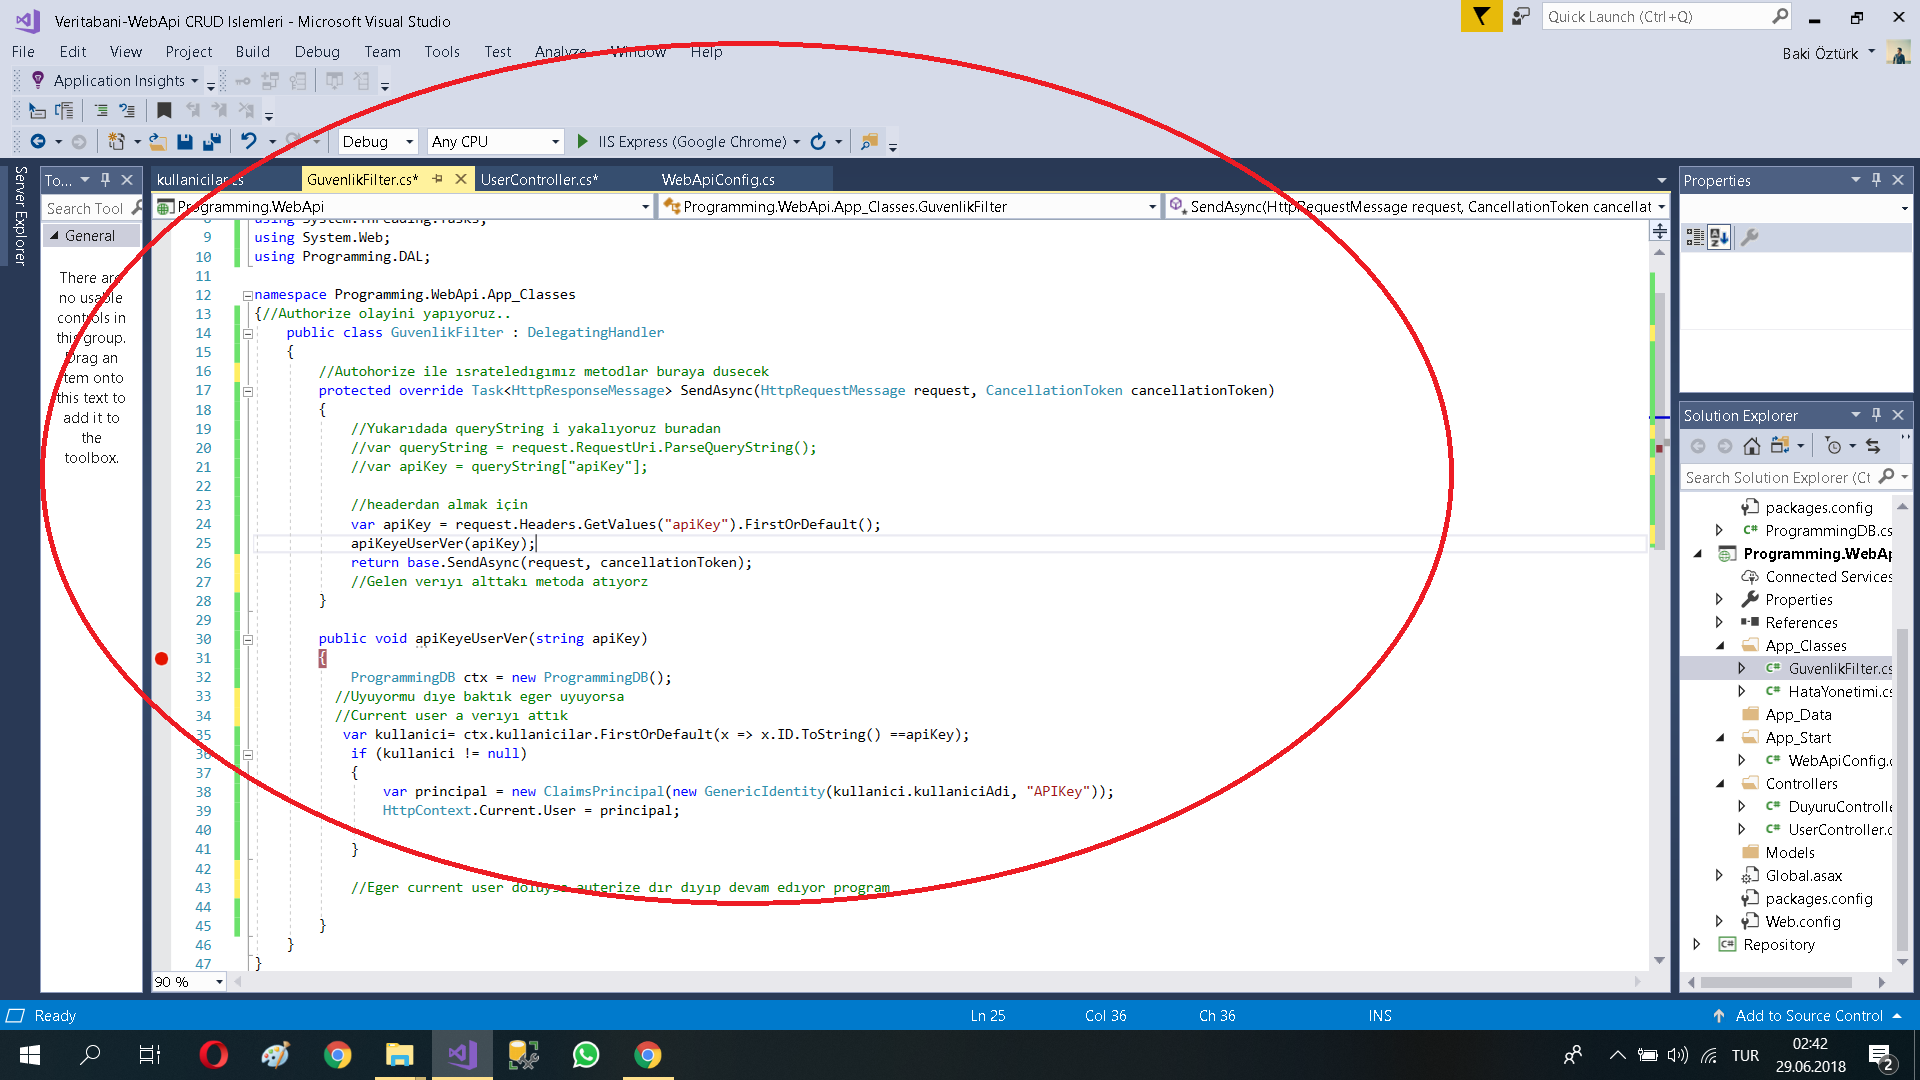 Veritabani-WebApi CRUD Islemleri - Microsoft Visual Studio
Quick Launch (Ctrl+Q)
File Edit View Project Build Debug Team Tools Test Analyze Window Help
Baki Öztürk
Application Insights
Debug Any CPU IIS Express (Google Chrome)
Server Explorer
To...
Search Tool
General
There are
no usable
controls in
this group.
Drag an
item onto
this text to
add it to
the
toolbox.
kullanicilar.cs GuvenlikFilter.cs* UserController.cs* WebApiConfig.cs
Programming.WebApi Programming.WebApi.App_Classes.GuvenlikFilter SendAsync(HttpRequestMessage request, CancellationToken cancellat
8 using System.Threading.Tasks;
9 using System.Web;
10 using Programming.DAL;
11
12 namespace Programming.WebApi.App_Classes
13 {//Authorize olayini yapıyoruz..
14 public class GuvenlikFilter : DelegatingHandler
15 {
16 //Autohorize ile ısrateledıgımız metodlar buraya dusecek
17 protected override Task<HttpResponseMessage> SendAsync(HttpRequestMessage request, CancellationToken cancellationToken)
18 {
19 //Yukarıdada queryString i yakalıyoruz buradan
20 //var queryString = request.RequestUri.ParseQueryString();
21 //var apiKey = queryString["apiKey"];
22
23 //headerdan almak için
24 var apiKey = request.Headers.GetValues("apiKey").FirstOrDefault();
25 apiKeyeUserVer(apiKey);
26 return base.SendAsync(request, cancellationToken);
27 //Gelen verıyı alttakı metoda atıyorz
28 }
29
30 public void apiKeyeUserVer(string apiKey)
31 {
32 ProgrammingDB ctx = new ProgrammingDB();
33 //Uyuyormu dıye baktık eger uyuyorsa
34 //Current user a verıyı attık
35 var kullanici= ctx.kullanicilar.FirstOrDefault(x => x.ID.ToString() ==apiKey);
36 if (kullanici != null)
37 {
38 var principal = new ClaimsPrincipal(new GenericIdentity(kullanici.kullaniciAdi, "APIKey"));
39 HttpContext.Current.User = principal;
40
41 }
42
43 //Eger current user doluysa auterize dır dıyıp devam edıyor program
44
45 }
46 }
47 }
90 %
Properties
Solution Explorer
Search Solution Explorer (Ct
packages.config
ProgrammingDB.cs
Programming.WebAp
Connected Services
Properties
References
App_Classes
GuvenlikFilter.cs
HataYonetimi.cs
App_Data
App_Start
WebApiConfig.c
Controllers
DuyuruControlle
UserController.c
Models
Global.asax
packages.config
Web.config
Repository
Ready Ln 25 Col 36 Ch 36 INS Add to Source Control
TUR 02:42
29.06.2018 2